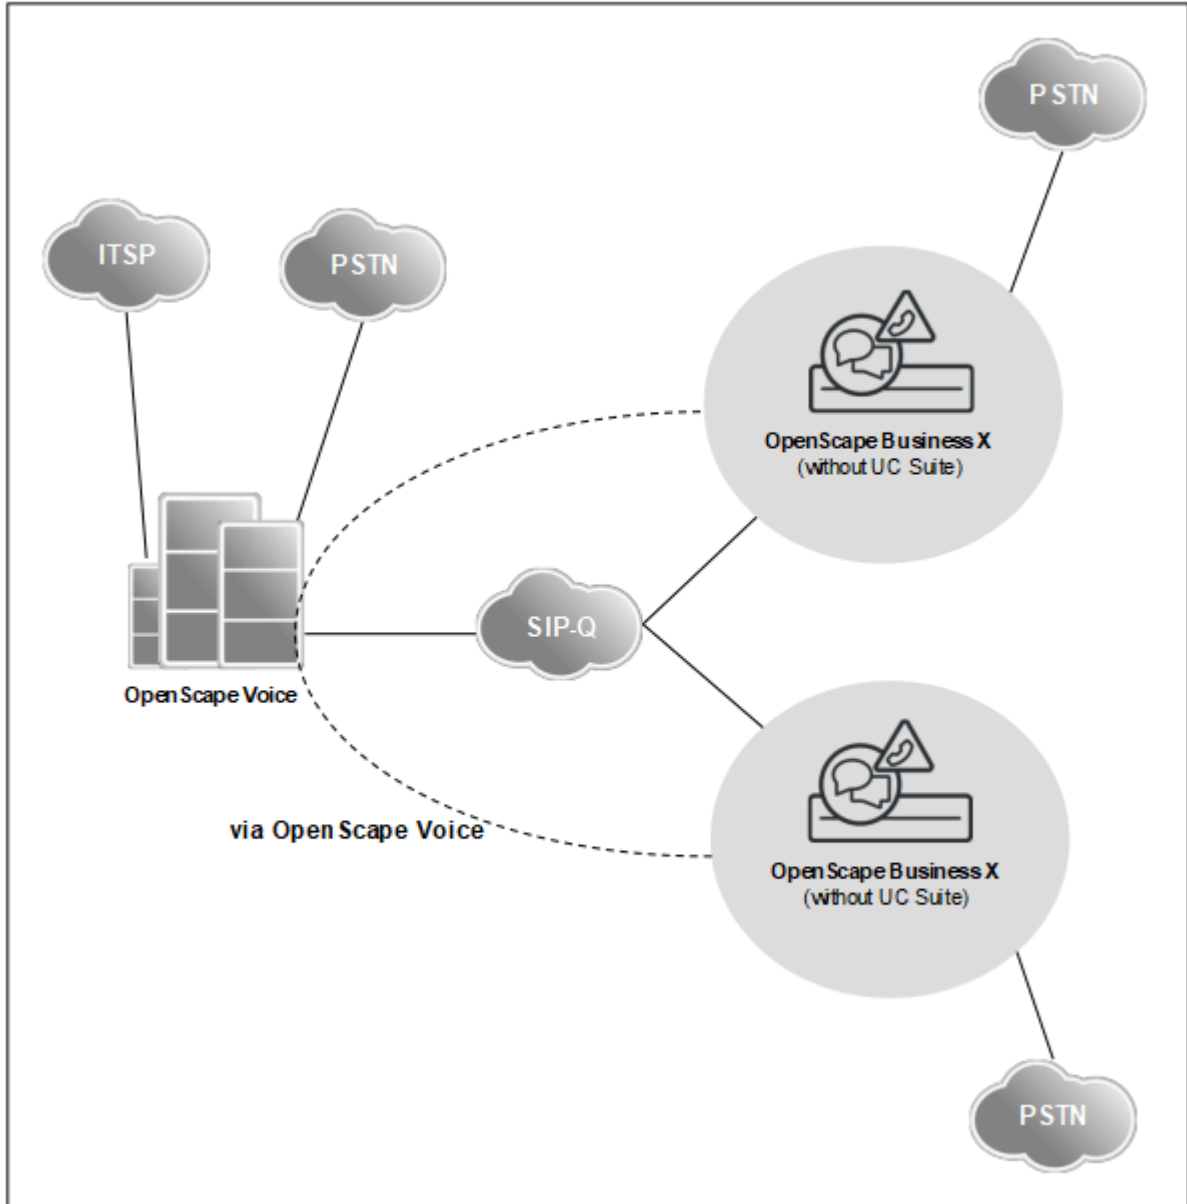 PSTN
ITSP
PSTN
OpenScape Business X
(without UC Suite)
SIP-Q
OpenScape Voice
via OpenScape Voice
OpenScape Business X
(without UC Suite)
PSTN